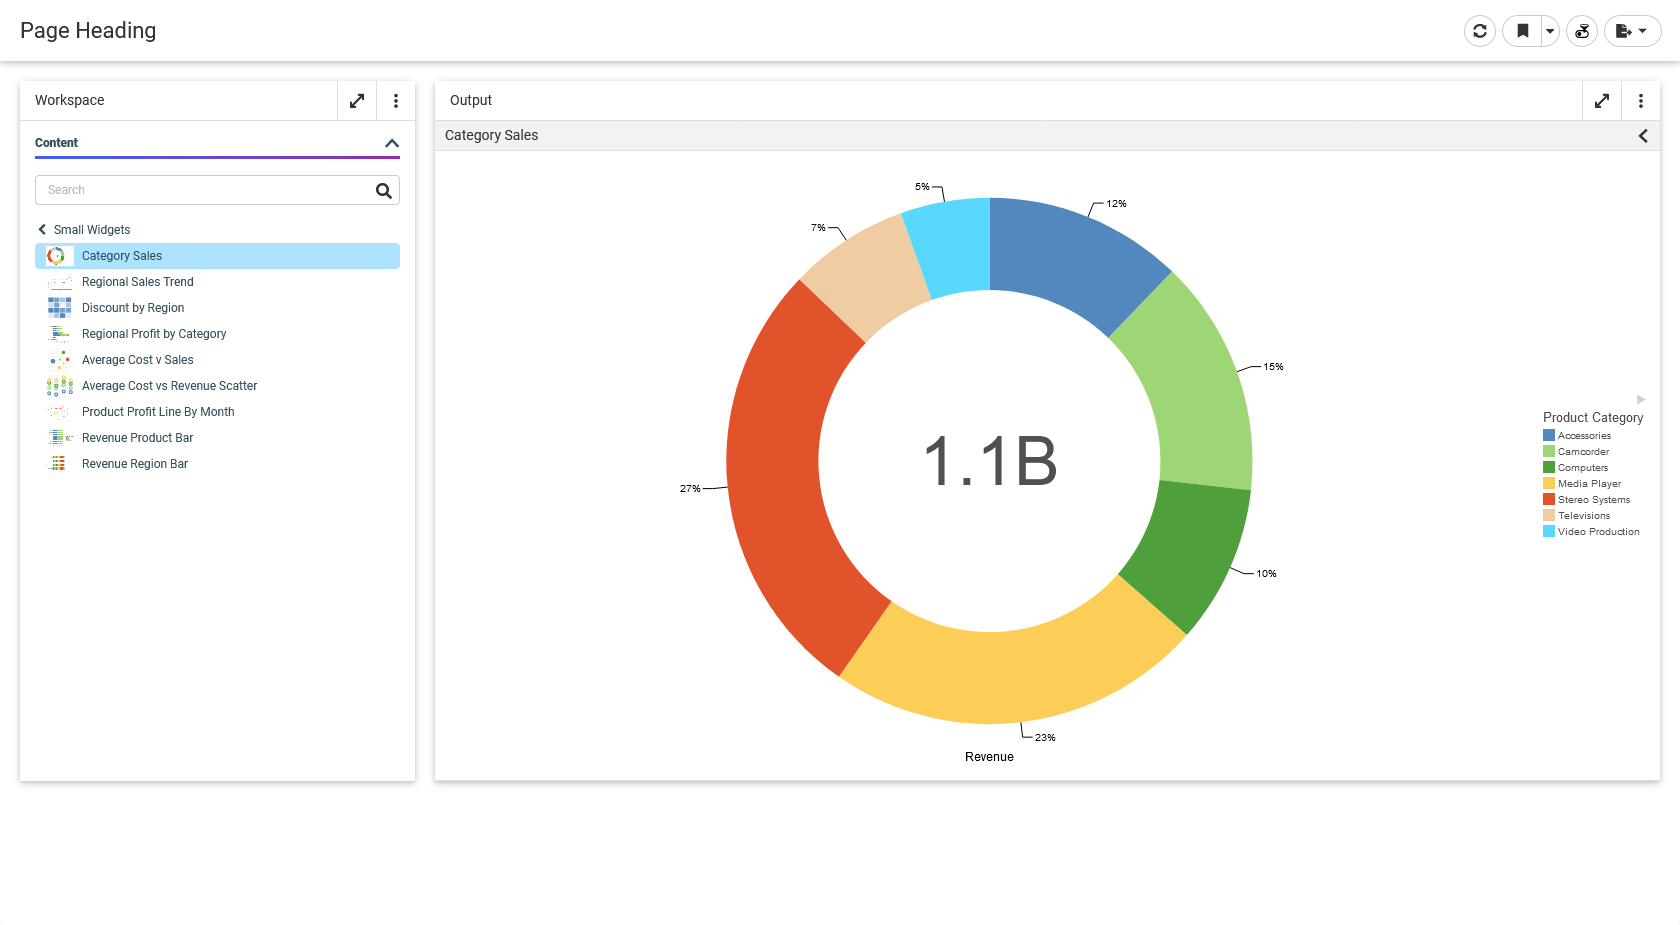 Page Heading
Workspace
Content
Search
Small Widgets
Category Sales
Regional Sales Trend
Discount by Region
Regional Profit by Category
Average Cost v Sales
Average Cost vs Revenue Scatter
Product Profit Line By Month
Revenue Product Bar
Revenue Region Bar
Output
Category Sales
5%
12%
7%
15%
27%
1.1B
10%
23%
Revenue
Product Category
Accessories
Camcorder
Computers
Media Player
Stereo Systems
Televisions
Video Production